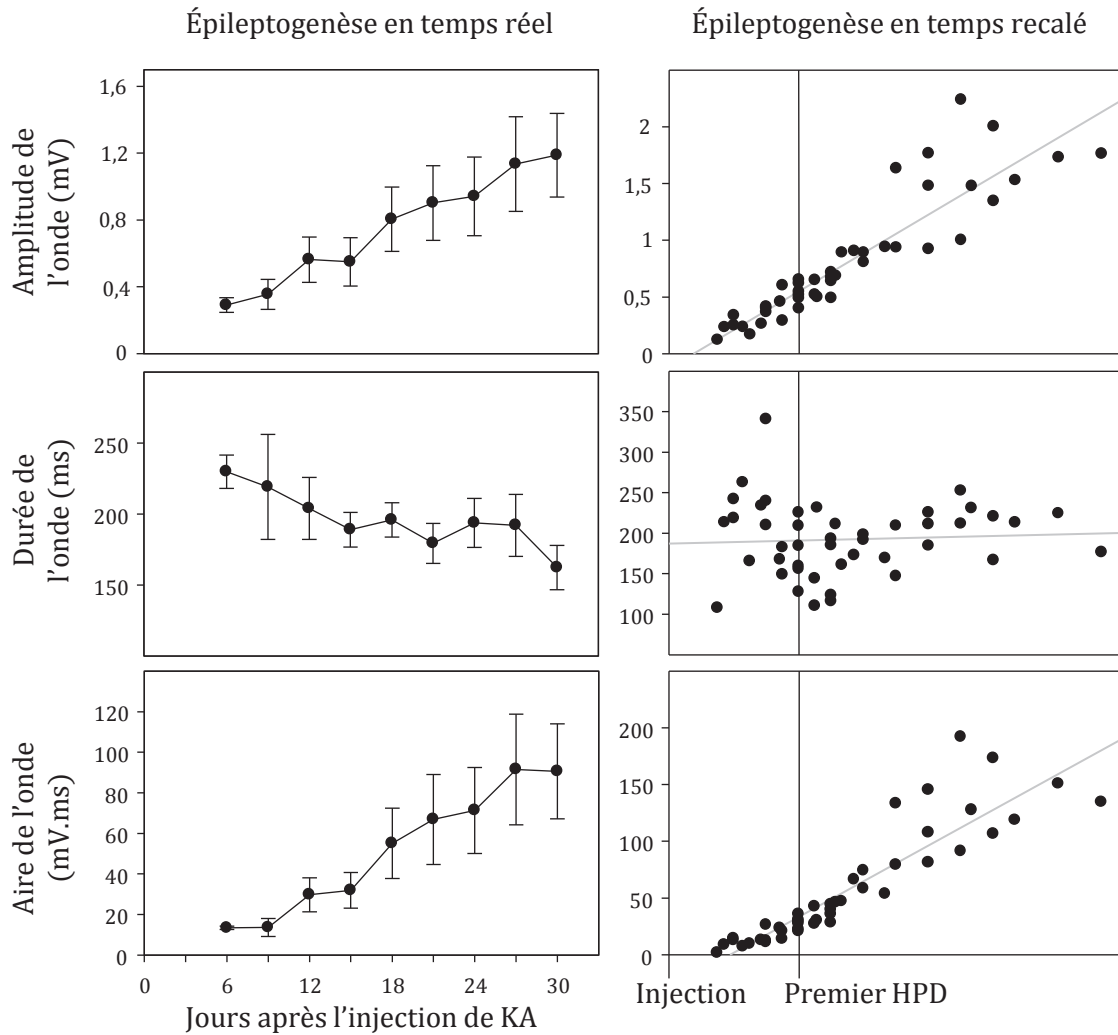 Épileptogenèse en temps réel
Épileptogenèse en temps recalé
Amplitude de
l'onde (mV)
1,6
1,2
0,8
0,4
0
2
1,5
1
0,5
0
Durée de
l'onde (ms)
250
200
150
350
300
250
200
150
100
Aire de l'onde
(mV.ms)
120
100
80
60
40
20
0
200
150
100
50
0
0 6 12 18 24 30
Jours après l'injection de KA
Injection
Premier HPD